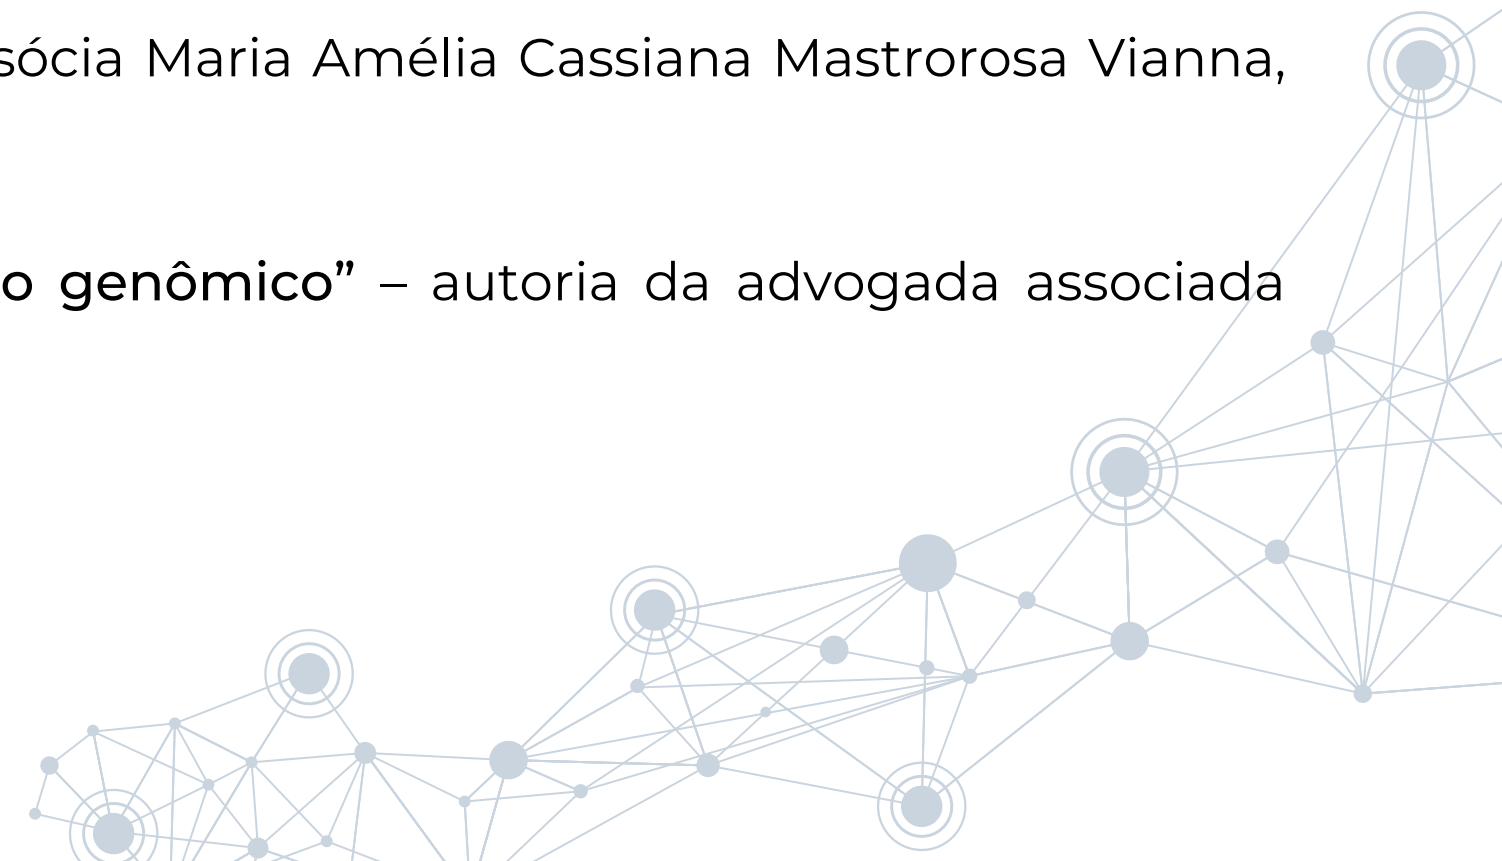 sócia Maria Amélia Cassiana Mastrorosa Vianna,
o genômico” – autoria da advogada associada